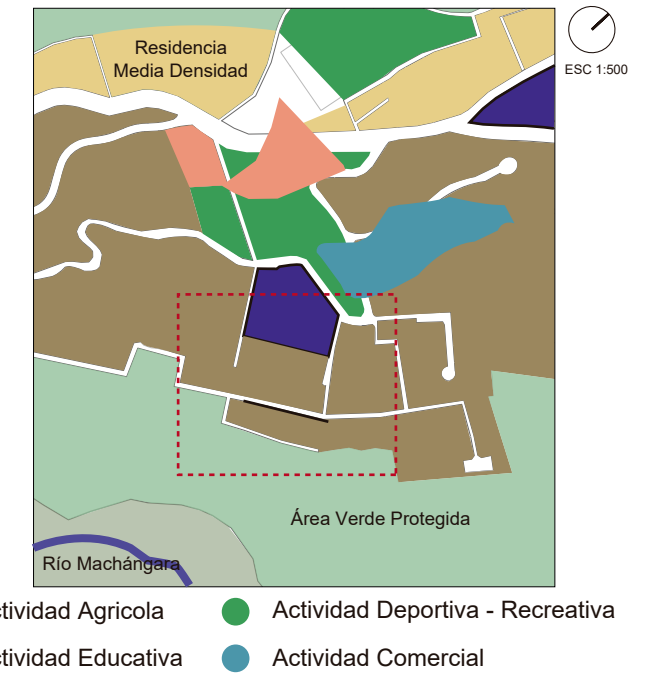 Residencia
Media Densidad
ESC 1:500
Área Verde Protegida
Río Machángara
ctividad Agricola
Actividad Deportiva - Recreativa
ctividad Educativa
Actividad Comercial